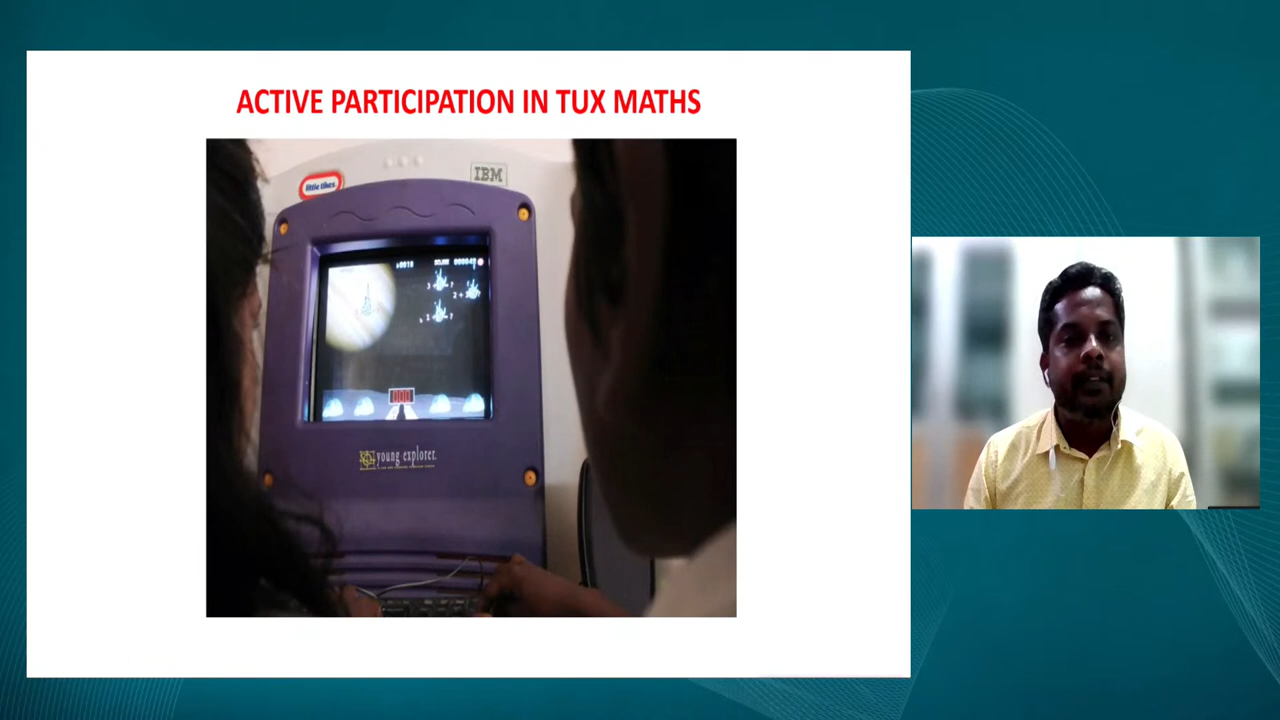 ACTIVE PARTICIPATION IN TUX MATHS
little tikes
IBM
young explorer.